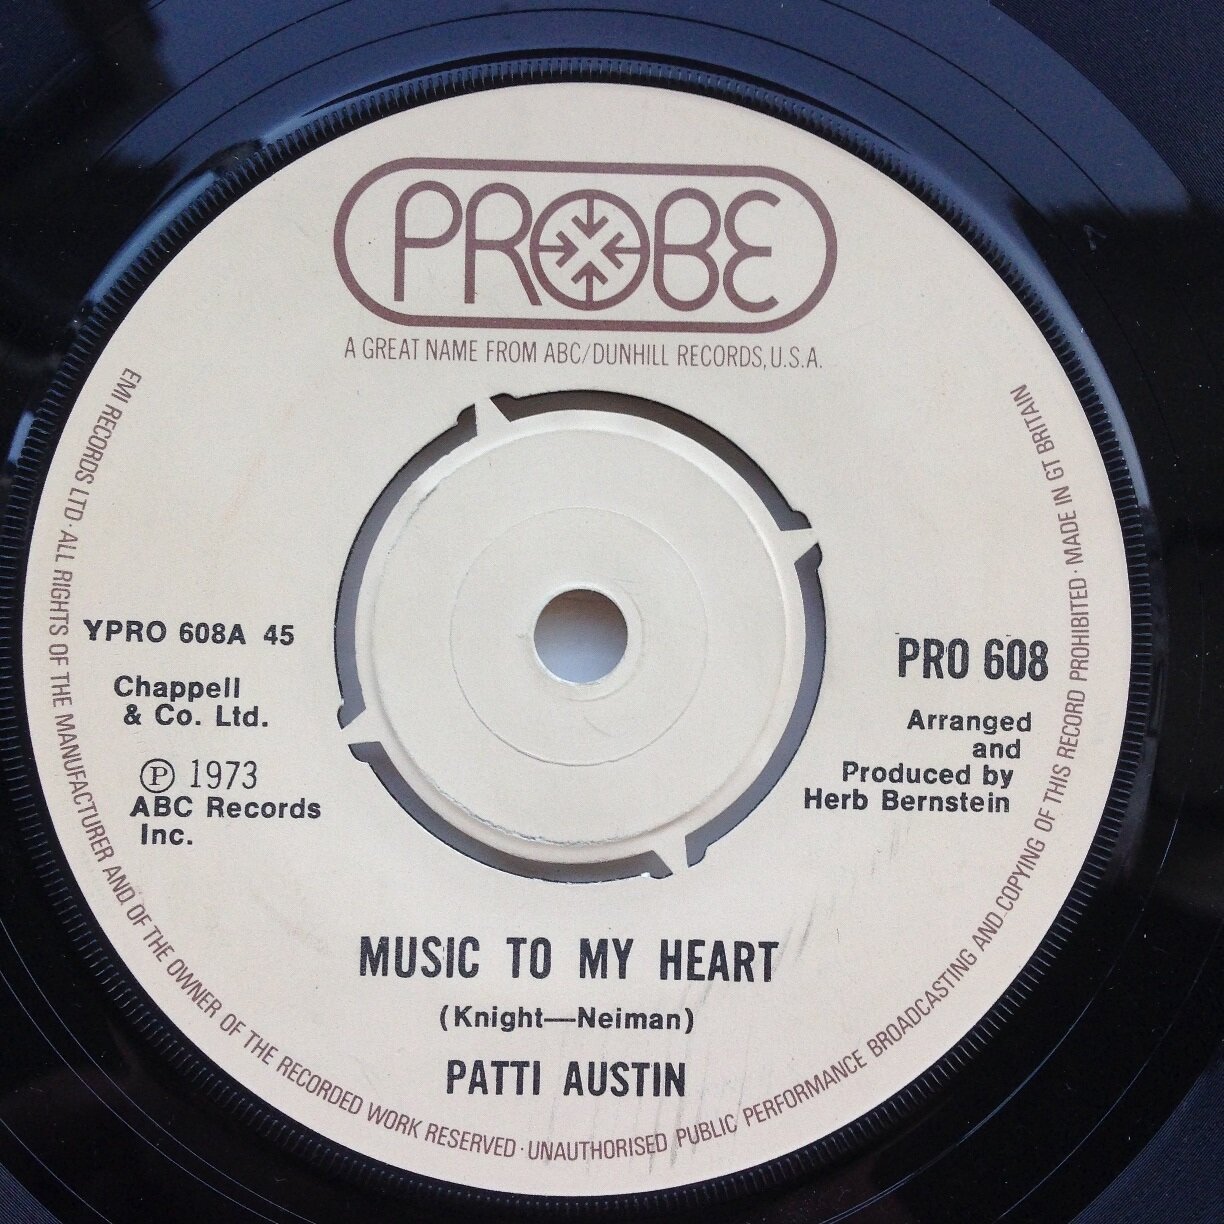 PROBE
A GREAT NAME FROM ABC/DUNHILL RECORDS, U.S.A.
EMI RECORDS LTD · ALL RIGHTS OF THE MANUFACTURER AND OF THE OWNER OF THE RECORDED WORK RESERVED · UNAUTHORISED PUBLIC PERFORMANCE BROADCASTING AND COPYING OF THIS RECORD PROHIBITED · MADE IN GT BRITAIN
YPRO 608A 45
Chappell
& Co. Ltd.
Ⓟ 1973
ABC Records
Inc.
PRO 608
Arranged
and
Produced by
Herb Bernstein
MUSIC TO MY HEART
(Knight—Neiman)
PATTI AUSTIN